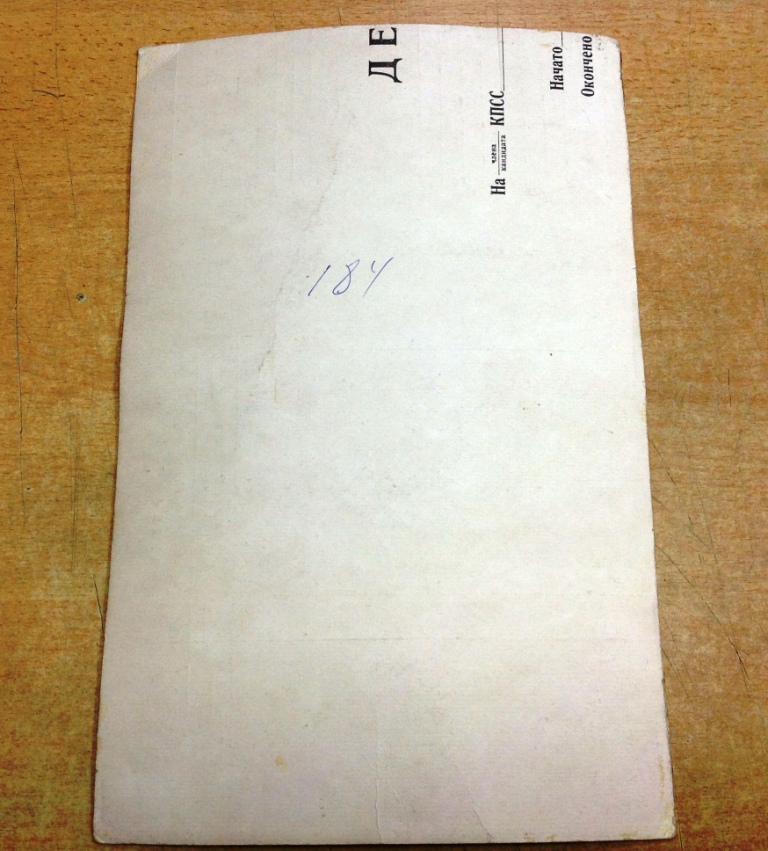 ДЕ
На члена кандидата КПСС
Начато
Окончено
184